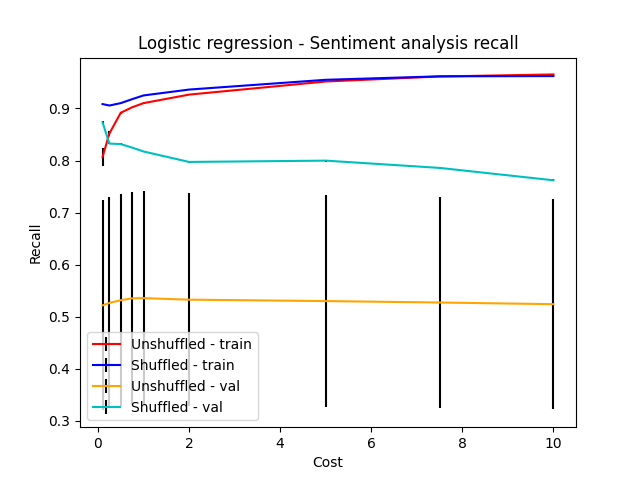 Logistic regression - Sentiment analysis recall
0.9
0.8
0.7
0.6
0.5
0.4
0.3
Recall
Unshuffled - train
Shuffled - train
Unshuffled - val
Shuffled - val
0 2 4 6 8 10
Cost